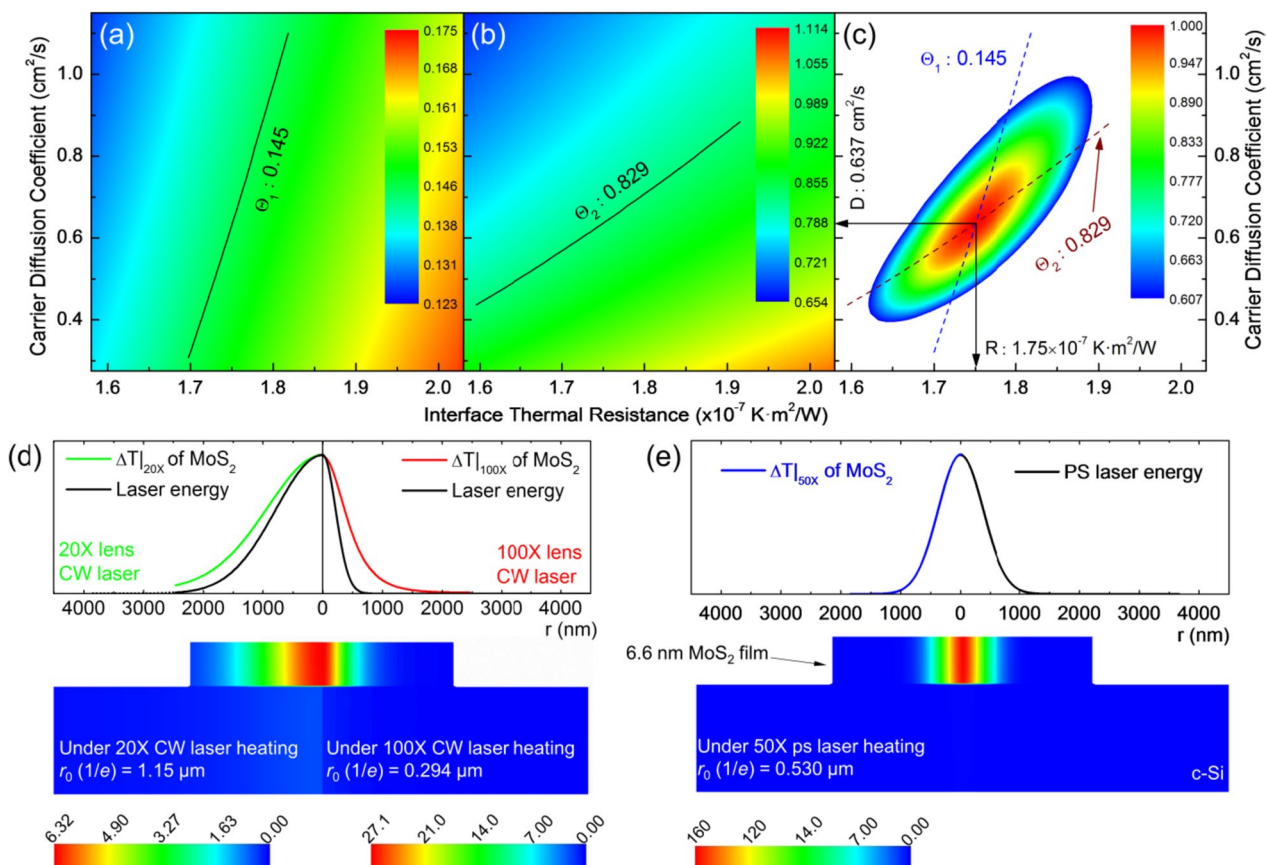 (a)
0.175
0.168
0.161
0.153
0.146
0.138
0.131
0.123
Θ1 : 0.145
(b)
1.114
1.055
0.989
0.922
0.855
0.788
0.721
0.654
Θ2 : 0.829
(c)
1.000
0.947
0.890
0.833
0.777
0.720
0.663
0.607
Θ1 : 0.145
D : 0.637 cm²/s
Θ2 : 0.829
R : 1.75×10⁻⁷ K·m²/W
Carrier Diffusion Coefficient (cm²/s)
1.0
0.8
0.6
0.4
1.0
0.8
0.6
0.4
Carrier Diffusion Coefficient (cm²/s)
1.6 1.7 1.8 1.9 2.0 1.6 1.7 1.8 1.9 2.0 1.6 1.7 1.8 1.9 2.0
Interface Thermal Resistance (x10⁻⁷ K·m²/W)
(d)
ΔT|20X of MoS2
Laser energy
ΔT|100X of MoS2
Laser energy
20X lens
CW laser
100X lens
CW laser
4000 3000 2000 1000 0 1000 2000 3000 4000
r (nm)
Under 20X CW laser heating
r0 (1/e) = 1.15 µm
Under 100X CW laser heating
r0 (1/e) = 0.294 µm
6.32 4.90 3.27 1.63 0.00
27.1 21.0 14.0 7.00 0.00
(e)
ΔT|50X of MoS2
PS laser energy
4000 3000 2000 1000 0 1000 2000 3000 4000
r (nm)
6.6 nm MoS2 film
Under 50X ps laser heating
r0 (1/e) = 0.530 µm
c-Si
160 120 14.0 7.00 0.00